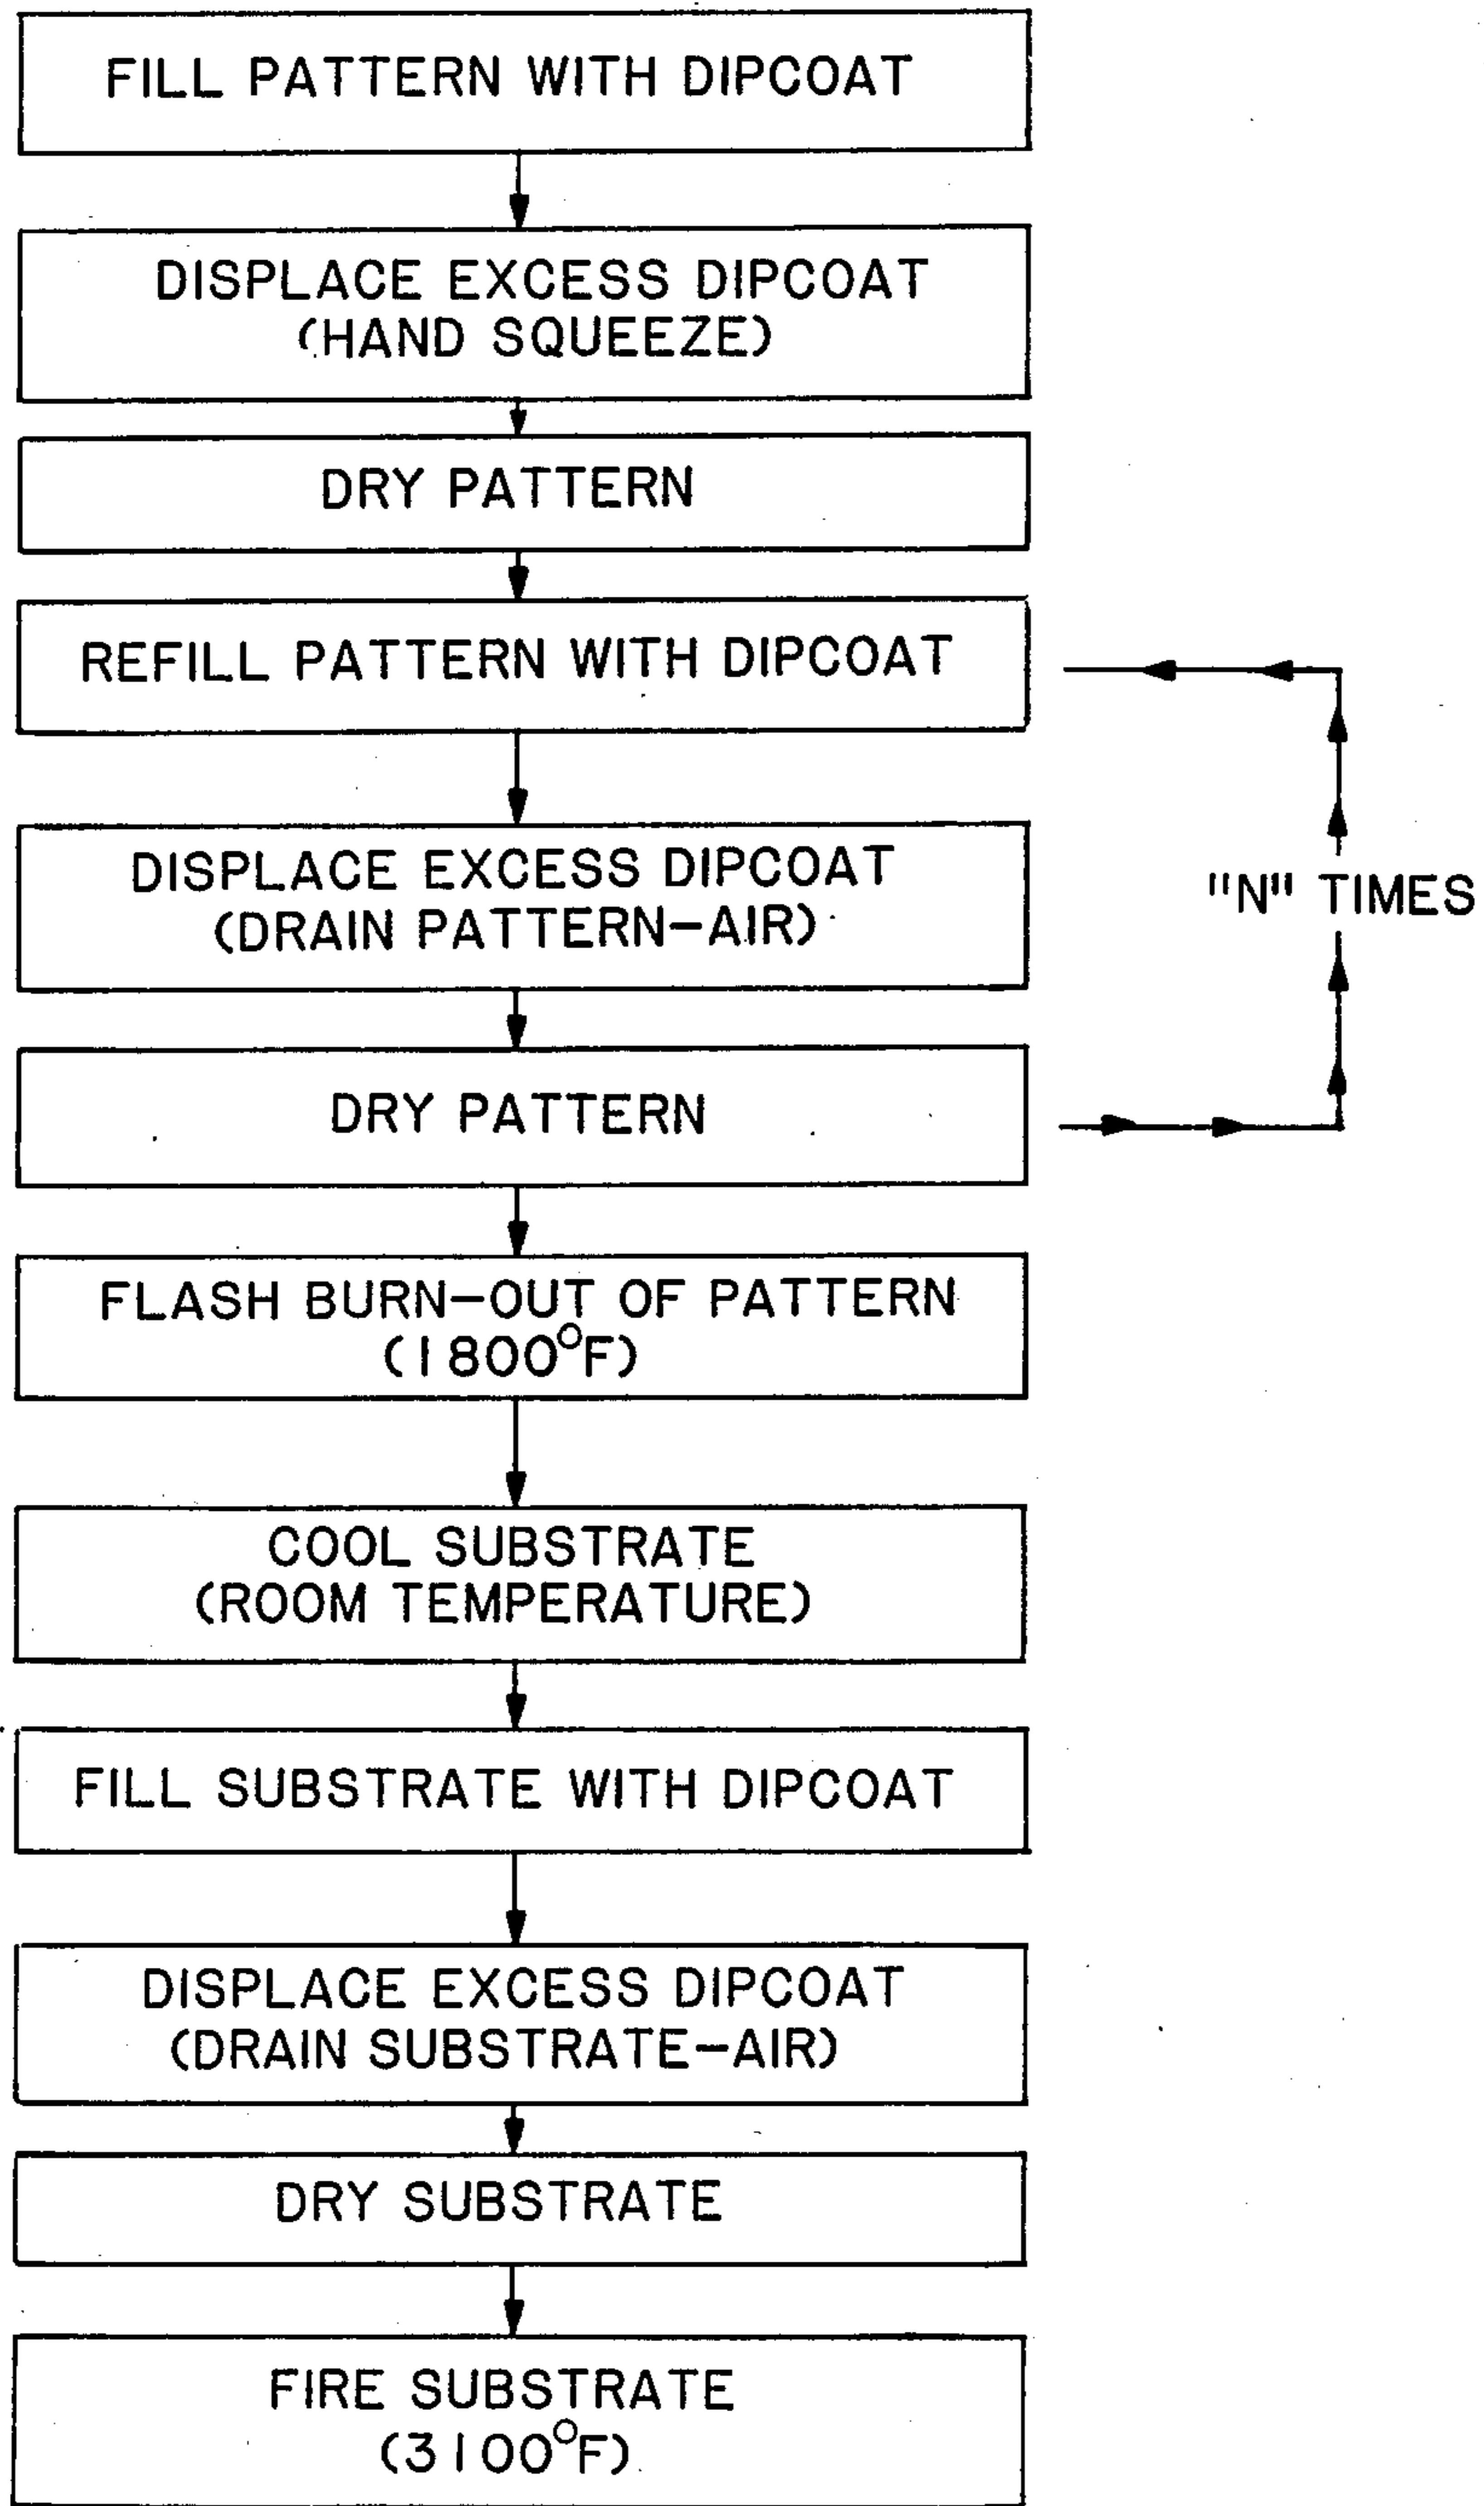 FILL PATTERN WITH DIPCOAT
DISPLACE EXCESS DIPCOAT
(HAND SQUEEZE)
DRY PATTERN
REFILL PATTERN WITH DIPCOAT
DISPLACE EXCESS DIPCOAT
(DRAIN PATTERN-AIR)
"N" TIMES
DRY PATTERN
FLASH BURN-OUT OF PATTERN
(1800°F)
COOL SUBSTRATE
(ROOM TEMPERATURE)
FILL SUBSTRATE WITH DIPCOAT
DISPLACE EXCESS DIPCOAT
(DRAIN SUBSTRATE-AIR)
DRY SUBSTRATE
FIRE SUBSTRATE
(3100°F)